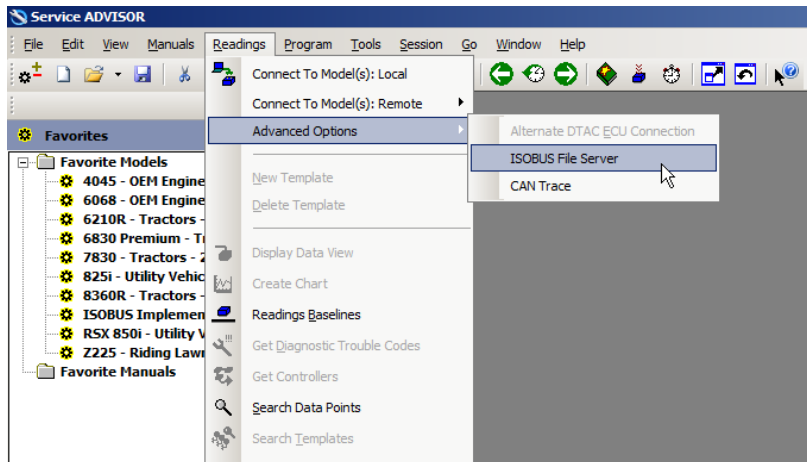 Service ADVISOR
File Edit View Manuals Readings Program Tools Session Go Window Help
Favorites
Favorite Models
4045 - OEM Engine
6068 - OEM Engine
6210R - Tractors -
6830 Premium -
7830 - Tractors -
825i - Utility Vehic
8360R - Tractors -
ISOBUS Implemen
RSX 850i - Utility
Z225 - Riding
Favorite Manuals
Connect To Model(s): Local
Connect To Model(s): Remote
Advanced Options
New Template
Delete Template
Display Data View
Create Chart
Readings Baselines
Get Diagnostic Trouble Codes
Get Controllers
Search Data Points
Search Templates
Alternate DTAC ECU Connection
ISOBUS File Server
CAN Trace